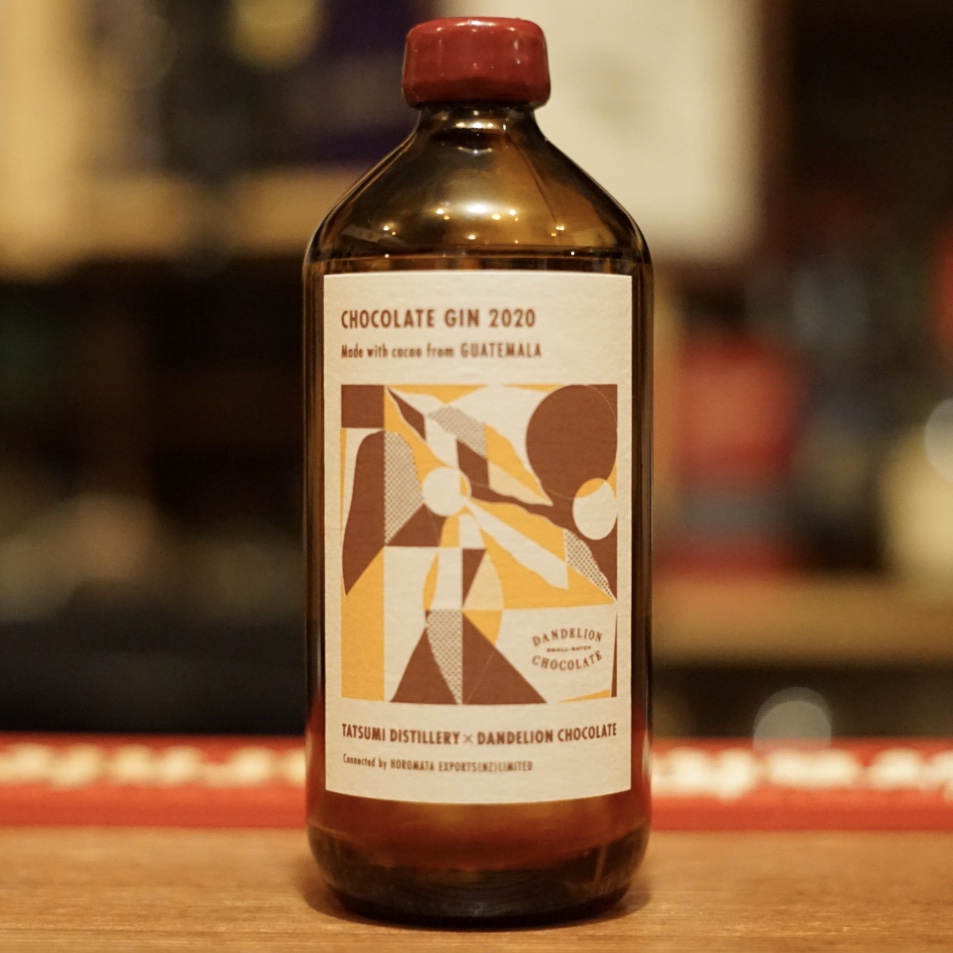 CHOCOLATE GIN 2020
Made with cacao from GUATEMALA
DANDELION
SMALL-BATCH
CHOCOLATE
TATSUMI DISTILLERY × DANDELION CHOCOLATE
Connected by HOROMATA EXPORTS(NZ)LIMITED